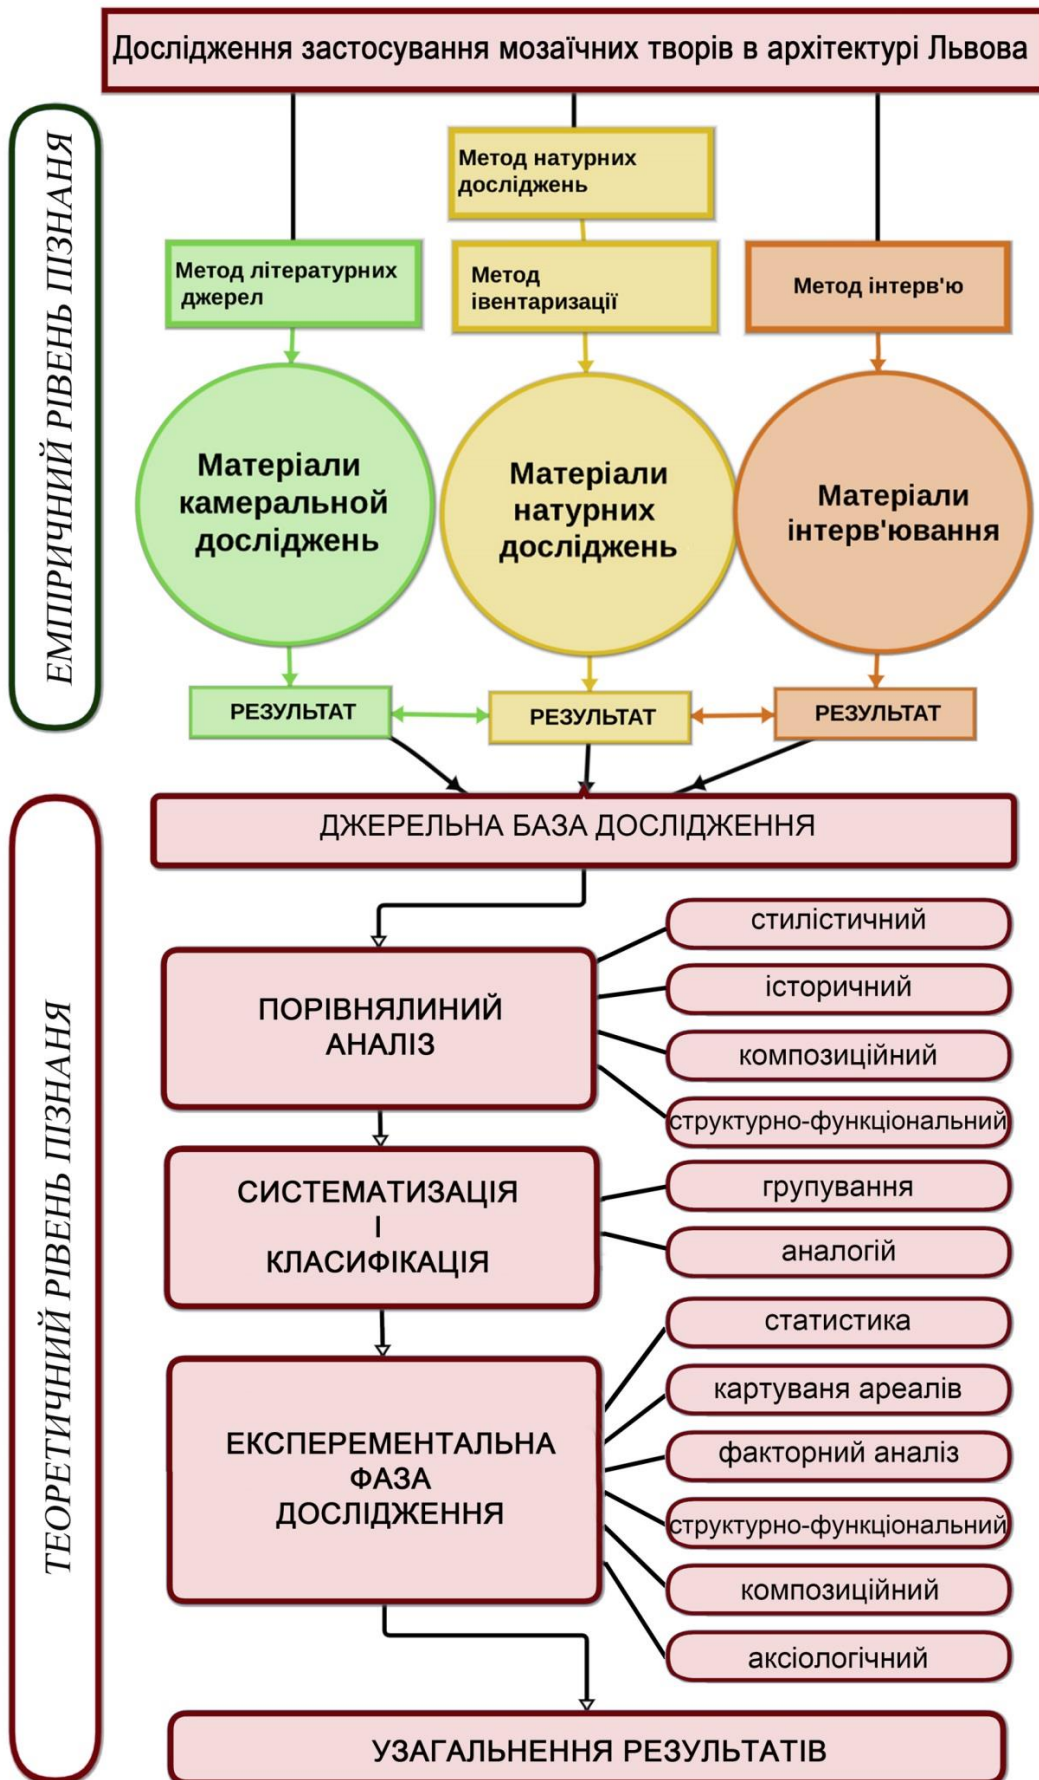 Дослідження застосування мозаїчних творів в архітектурі Львова
ЕМПІРИЧНИЙ РІВЕНЬ ПІЗНАНЯ
Метод натурних
досліджень
Метод літературних
джерел
Метод
івентаризації
Метод інтерв'ю
Матеріали
камеральной
досліджень
Матеріали
натурних
досліджень
Матеріали
інтерв'ювання
РЕЗУЛЬТАТ
РЕЗУЛЬТАТ
РЕЗУЛЬТАТ
ТЕОРЕТИЧНИЙ РІВЕНЬ ПІЗНАНЯ
ДЖЕРЕЛЬНА БАЗА ДОСЛІДЖЕННЯ
ПОРІВНЯЛИНИЙ
АНАЛІЗ
стилістичний
історичний
композиційний
структурно-функціональний
СИСТЕМАТИЗАЦІЯ
І
КЛАСИФІКАЦІЯ
групування
аналогій
ЕКСПЕРЕМЕНТАЛЬНА
ФАЗА
ДОСЛІДЖЕННЯ
статистика
картуваня ареалів
факторний аналіз
структурно-функціональний
композиційний
аксіологічний
УЗАГАЛЬНЕННЯ РЕЗУЛЬТАТІВ